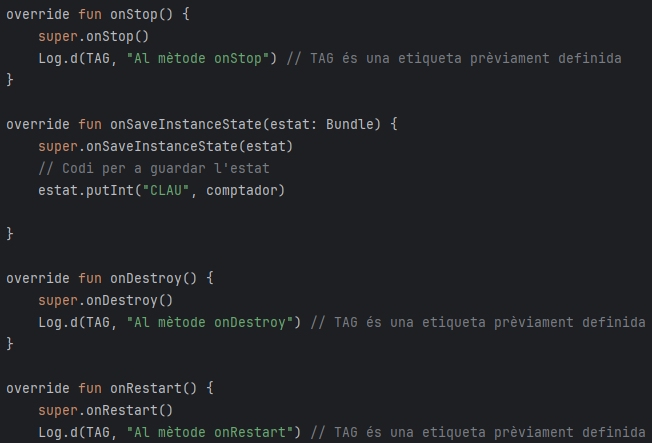 override fun onStop() {
    super.onStop()
    Log.d(TAG, "Al mètode onStop") // TAG és una etiqueta prèviament definida
}

override fun onSaveInstanceState(estat: Bundle) {
    super.onSaveInstanceState(estat)
    // Codi per a guardar l'estat
    estat.putInt("CLAU", comptador)

}

override fun onDestroy() {
    super.onDestroy()
    Log.d(TAG, "Al mètode onDestroy") // TAG és una etiqueta prèviament definida
}

override fun onRestart() {
    super.onRestart()
    Log.d(TAG, "Al mètode onRestart") // TAG és una etiqueta prèviament definida